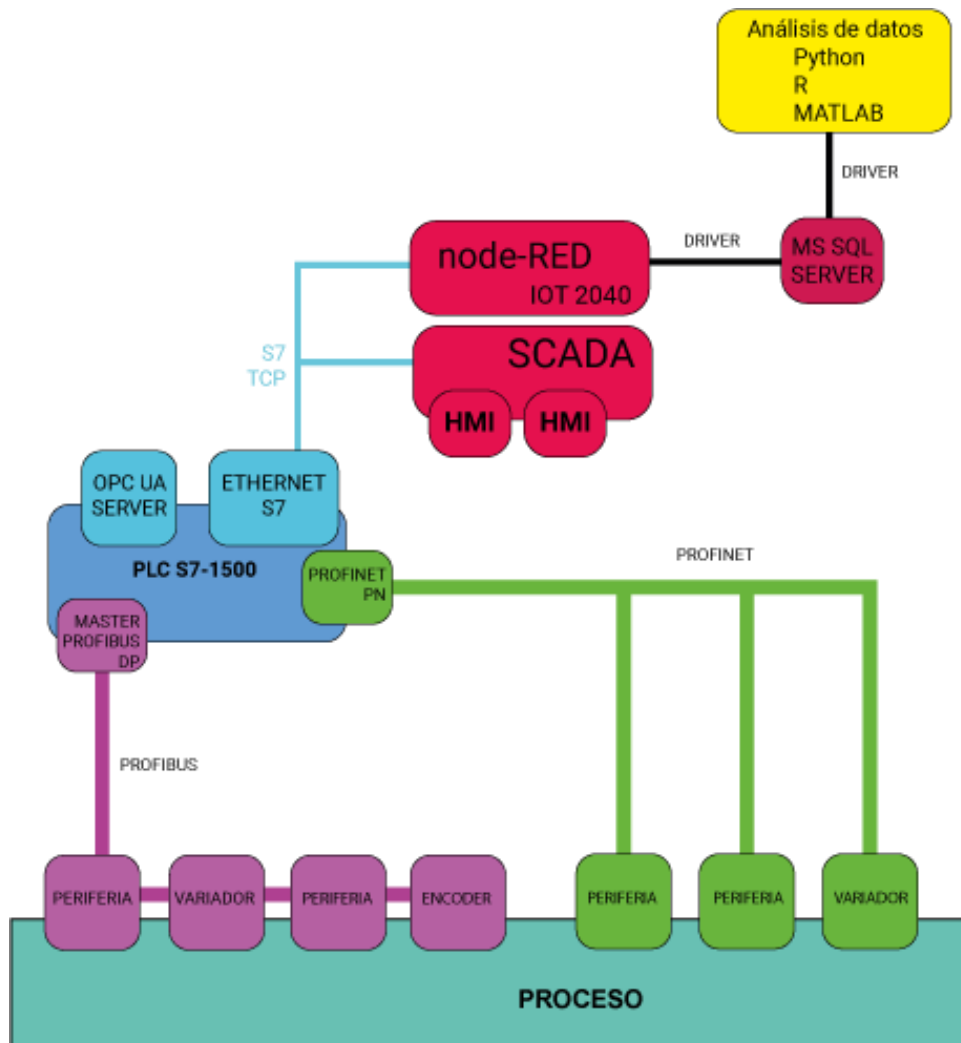 Análisis de datos
Python
R
MATLAB
DRIVER
DRIVER
MS SQL
SERVER
node-RED
IOT 2040
SCADA
HMI
HMI
S7
TCP
OPC UA
SERVER
ETHERNET
S7
PLC S7-1500
PROFINET
PN
PROFINET
MASTER
PROFIBUS
DP
PROFIBUS
PERIFERIA
VARIADOR
PERIFERIA
ENCODER
PERIFERIA
PERIFERIA
VARIADOR
PROCESO